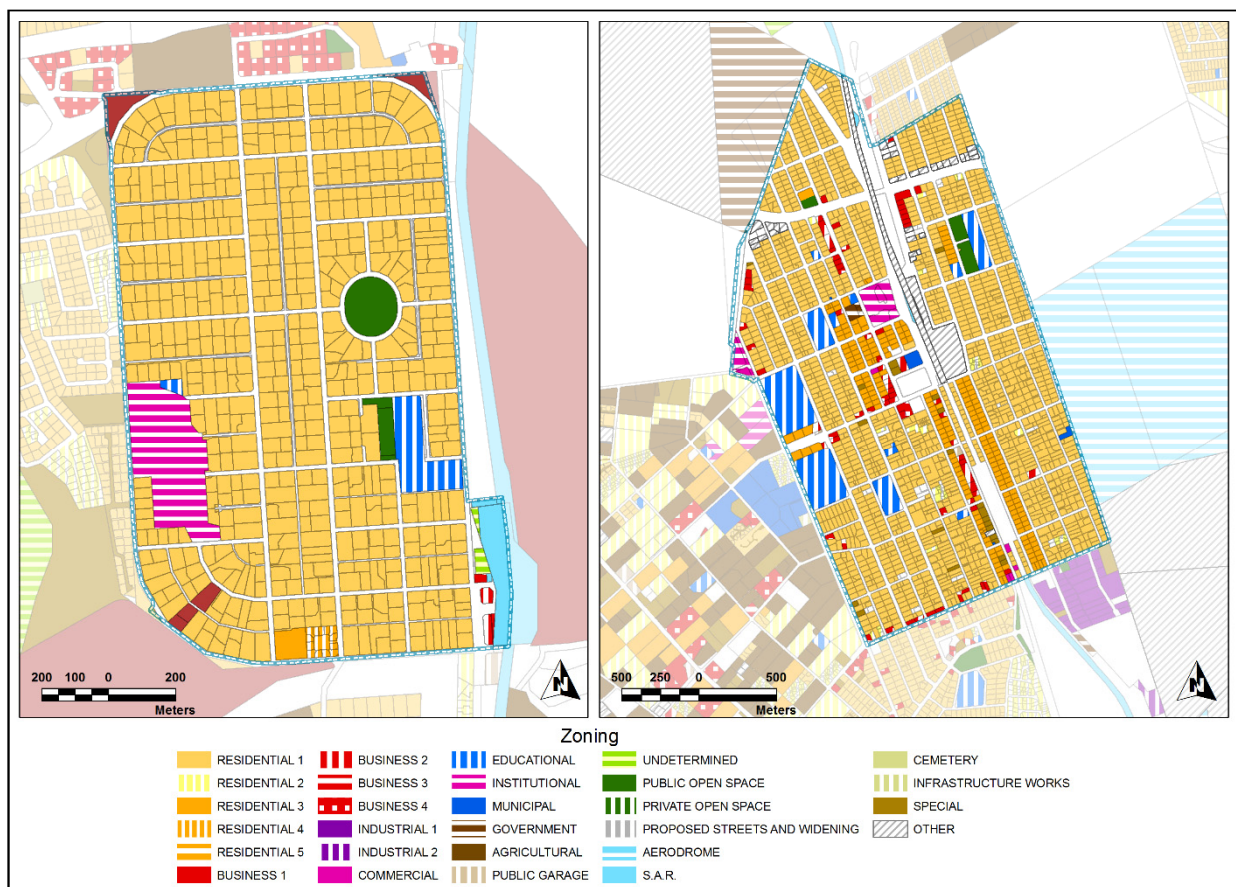 200 100 0 200
Meters
N
500 250 0 500
Meters
N
Zoning
RESIDENTIAL 1
RESIDENTIAL 2
RESIDENTIAL 3
RESIDENTIAL 4
RESIDENTIAL 5
BUSINESS 1
BUSINESS 2
BUSINESS 3
BUSINESS 4
INDUSTRIAL 1
INDUSTRIAL 2
COMMERCIAL
EDUCATIONAL
INSTITUTIONAL
MUNICIPAL
GOVERNMENT
AGRICULTURAL
PUBLIC GARAGE
UNDETERMINED
PUBLIC OPEN SPACE
PRIVATE OPEN SPACE
PROPOSED STREETS AND WIDENING
AERODROME
S.A.R.
CEMETERY
INFRASTRUCTURE WORKS
SPECIAL
OTHER